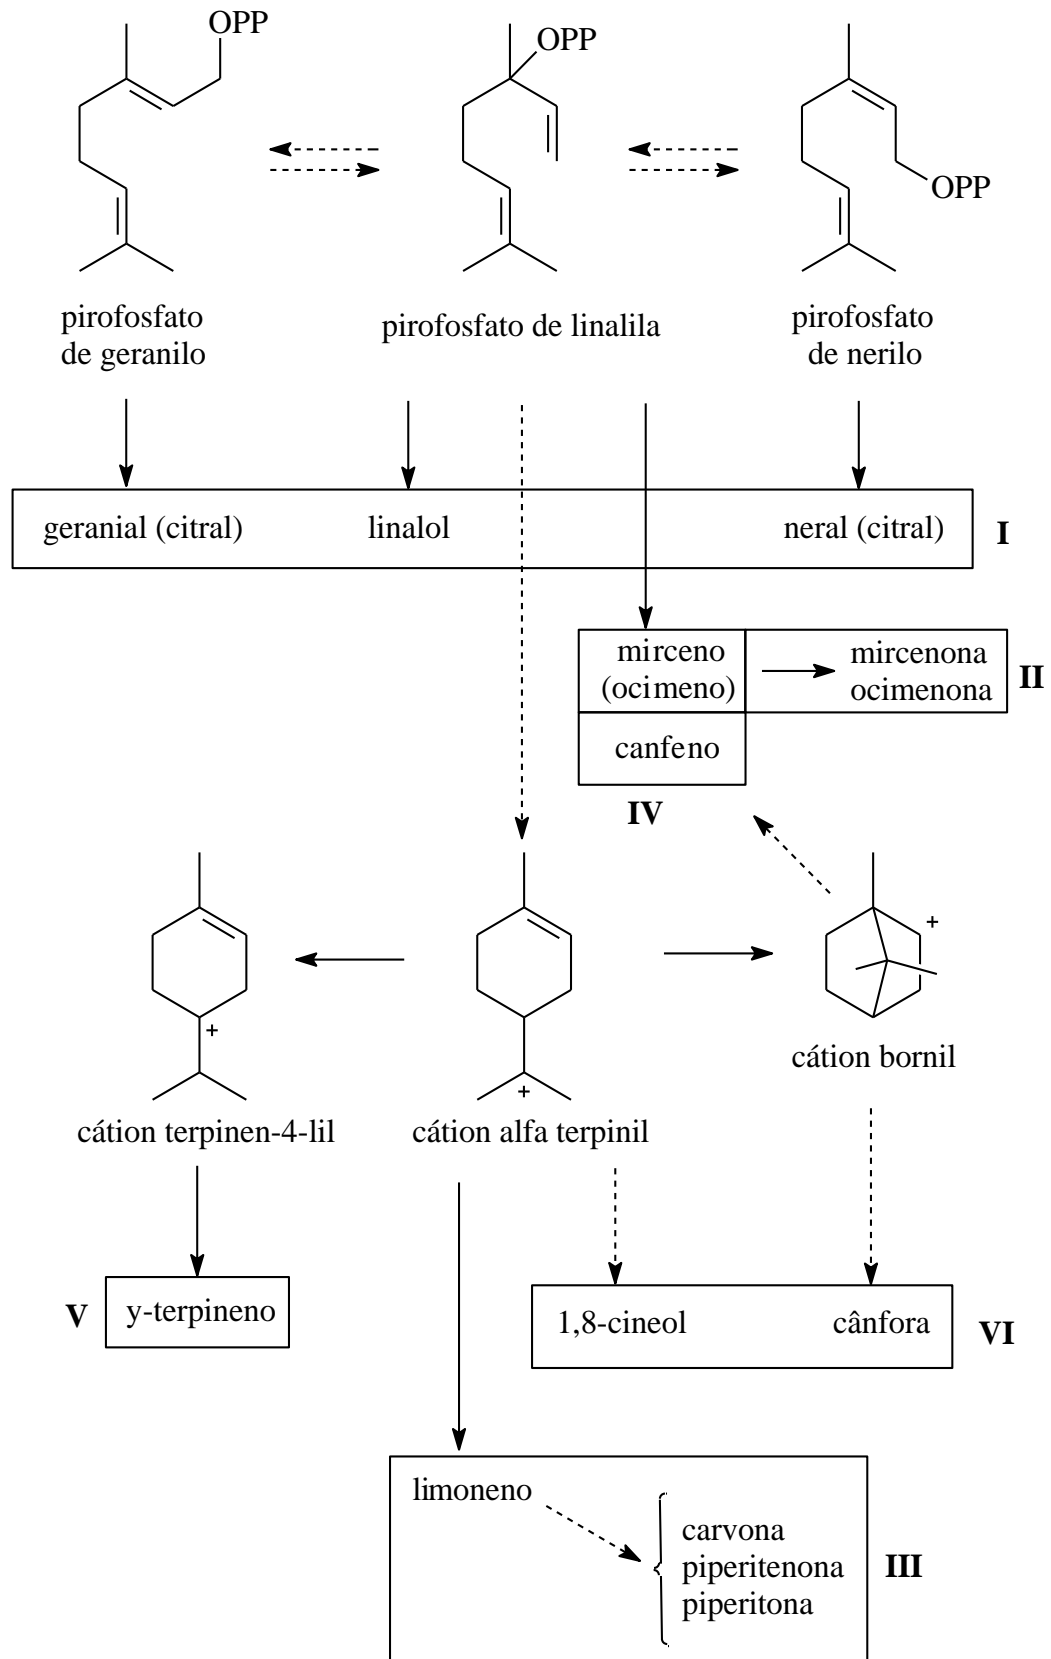 OPP
OPP
OPP
pirofosfato
de geranilo
pirofosfato de linalila
pirofosfato
de nerilo
geranial (citral)
linalol
neral (citral)
I
mirceno
(ocimeno)
mircenona
ocimenona
II
canfeno
IV
+
+
+
cátion bornil
cátion terpinen-4-lil
cátion alfa terpinil
V
y-terpineno
1,8-cineol
cânfora
VI
limoneno
carvona
piperitenona
piperitona
III